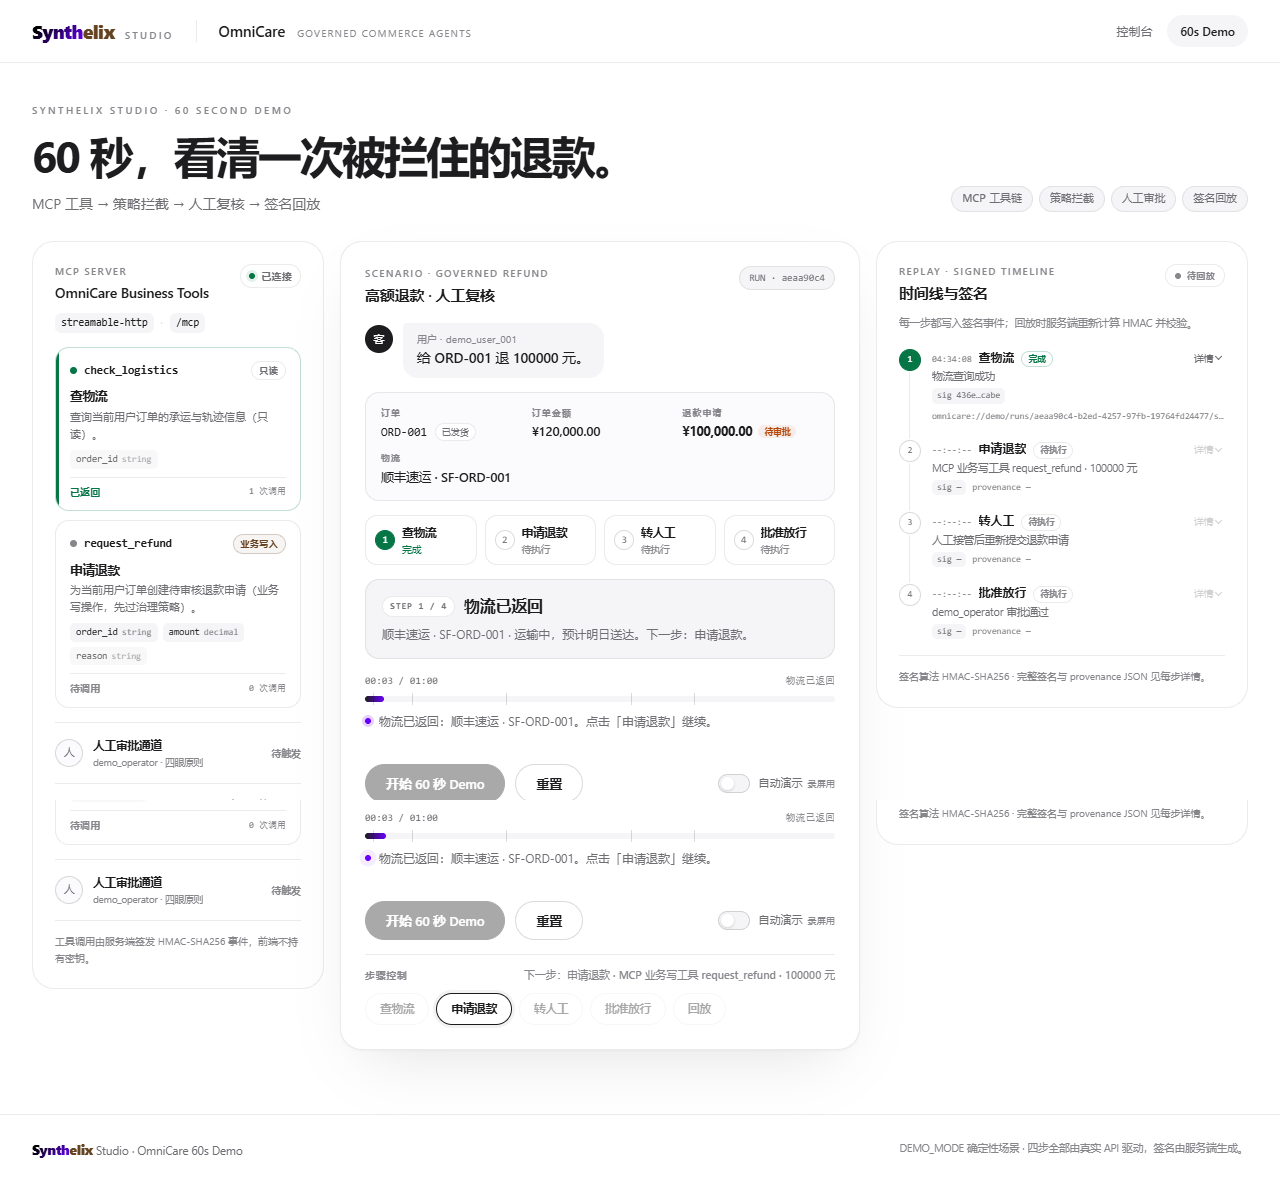 Synthelix STUDIO
OmniCare GOVERNED COMMERCE AGENTS
控制台
60s Demo
SYNTHELIX STUDIO · 60 SECOND DEMO
60 秒，看清一次被拦住的退款。
MCP 工具 → 策略拦截 → 人工复核 → 签名回放
MCP 工具链
策略拦截
人工审批
签名回放
MCP SERVER
已连接
OmniCare Business Tools
streamable-http · /mcp
check_logistics
只读
查物流
查询当前用户订单的承运与轨迹信息（只
读）。
order_id string
已返回
1 次调用
request_refund
业务写入
申请退款
为当前用户订单创建待审核退款申请（业务
写操作，先过治理策略）。
order_id string
amount decimal
reason string
待调用
0 次调用
人
人工审批通道
demo_operator · 四眼原则
待触发
待调用
0 次调用
人
人工审批通道
demo_operator · 四眼原则
待触发
工具调用由服务端签发 HMAC-SHA256 事件，前端不持
有密钥。
SCENARIO · GOVERNED REFUND
高额退款 · 人工复核
RUN · aeaa90c4
客
用户 · demo_user_001
给 ORD-001 退 100000 元。
订单
ORD-001 已发货
订单金额
¥120,000.00
退款申请
¥100,000.00 待审批
物流
顺丰速运 · SF-ORD-001
1 查物流 完成
2 申请退款 待执行
3 转人工 待执行
4 批准放行 待执行
STEP 1 / 4 物流已返回
顺丰速运 · SF-ORD-001 · 运输中，预计明日送达。下一步：申请退款。
00:03 / 01:00
物流已返回
物流已返回：顺丰速运 · SF-ORD-001。点击「申请退款」继续。
开始 60 秒 Demo
重置
自动演示 录屏用
00:03 / 01:00
物流已返回
物流已返回：顺丰速运 · SF-ORD-001。点击「申请退款」继续。
开始 60 秒 Demo
重置
自动演示 录屏用
步骤控制
下一步：申请退款 · MCP 业务写工具 request_refund · 100000 元
查物流
申请退款
转人工
批准放行
回放
REPLAY · SIGNED TIMELINE
待回放
时间线与签名
每一步都写入签名事件；回放时服务端重新计算 HMAC 并校验。
1 04:34:08 查物流 完成 详情
物流查询成功
sig 436e…cabe
omnicare://demo/runs/aeaa90c4-b2ed-4257-97fb-19764fd24477/s…
2 --:--:-- 申请退款 待执行 详情
MCP 业务写工具 request_refund · 100000 元
sig — provenance —
3 --:--:-- 转人工 待执行 详情
人工接管后重新提交退款申请
sig — provenance —
4 --:--:-- 批准放行 待执行 详情
demo_operator 审批通过
sig — provenance —
签名算法 HMAC-SHA256 · 完整签名与 provenance JSON 见每步详情。
签名算法 HMAC-SHA256 · 完整签名与 provenance JSON 见每步详情。
Synthelix Studio · OmniCare 60s Demo
DEMO_MODE 确定性场景 · 四步全部由真实 API 驱动，签名由服务端生成。